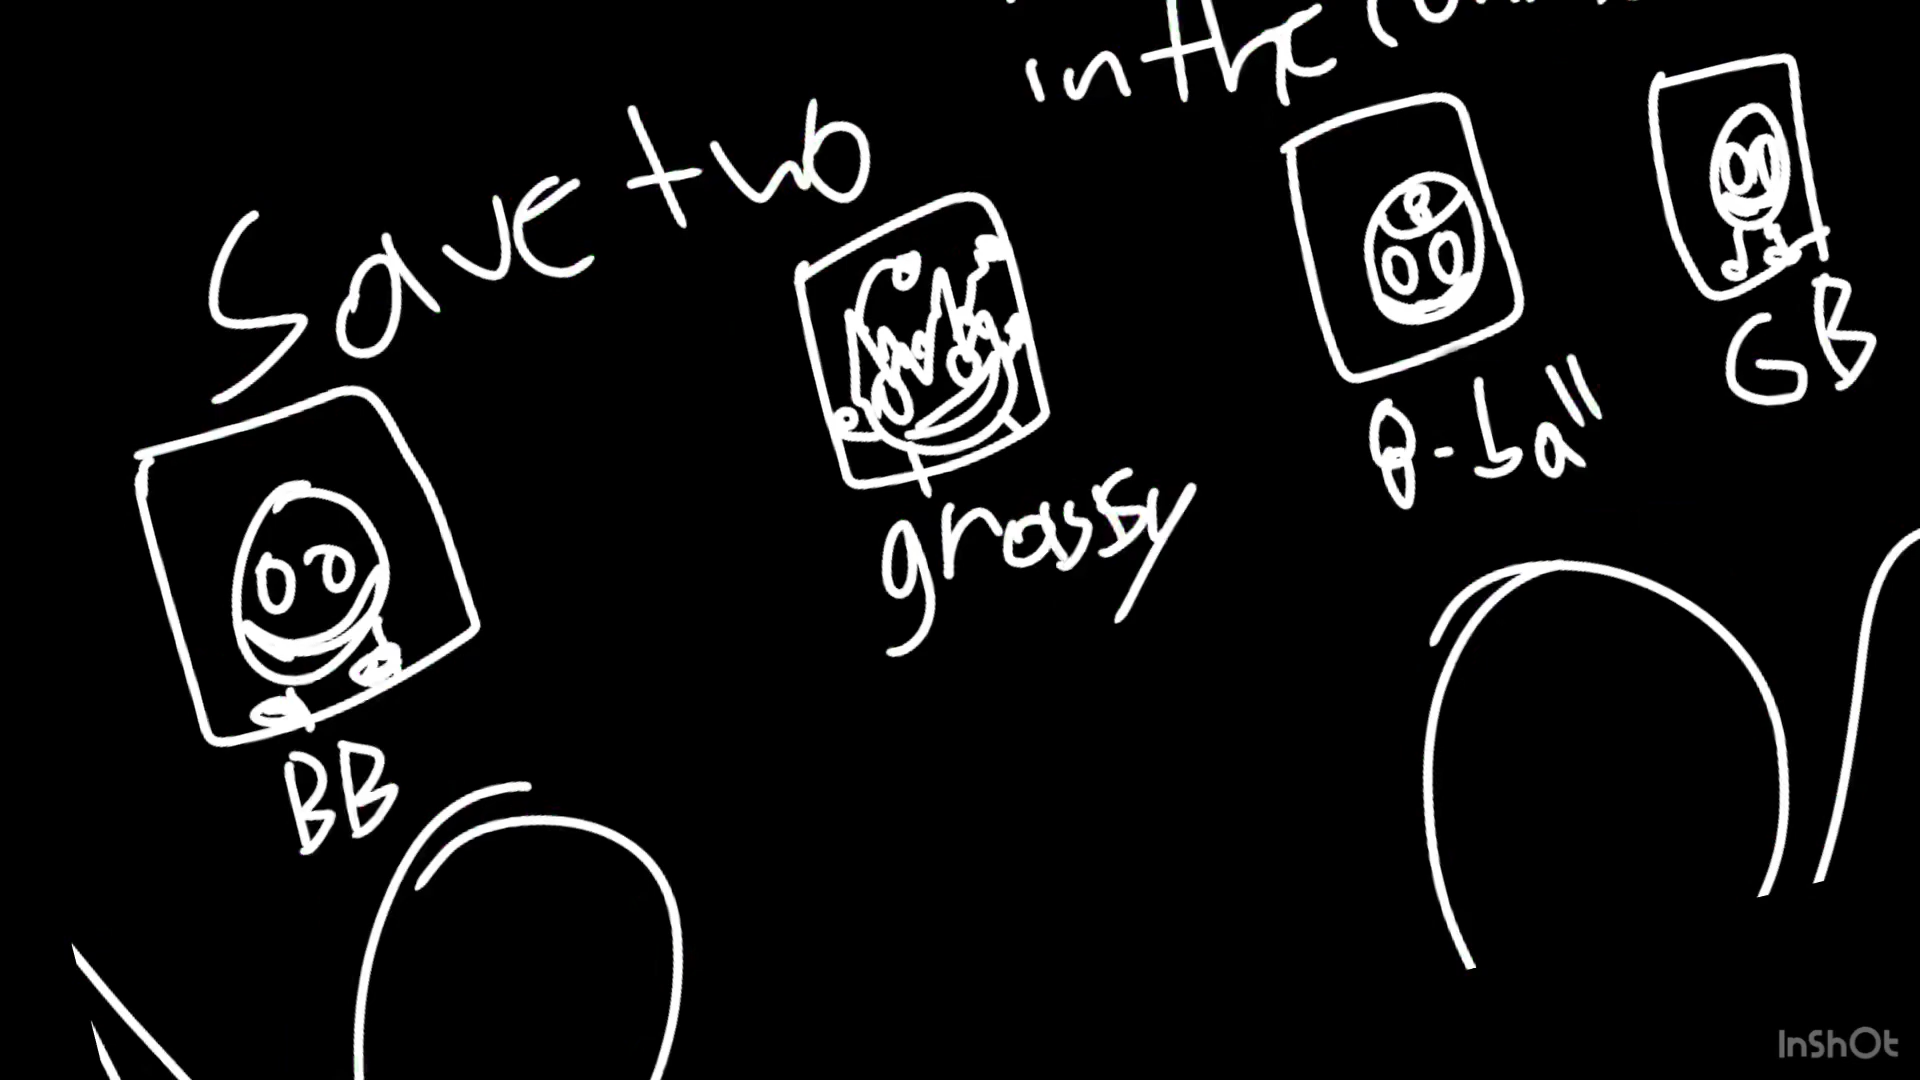 in the
Save two
BB
grassy
8-ball
GB
InShOt